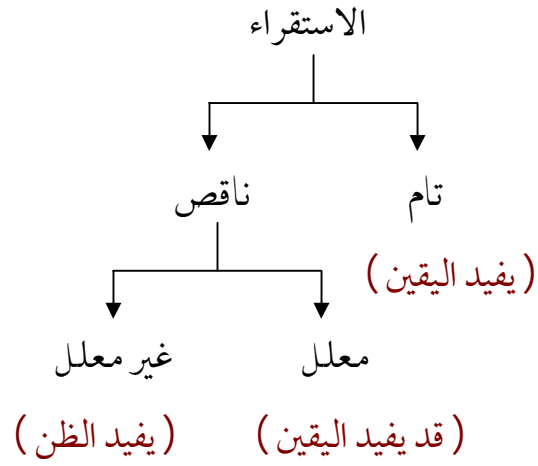 الاستقراء
تام
ناقص
( يفيد اليقين )
معلل
غير معلل
( قد يفيد اليقين )
( يفيد الظن )